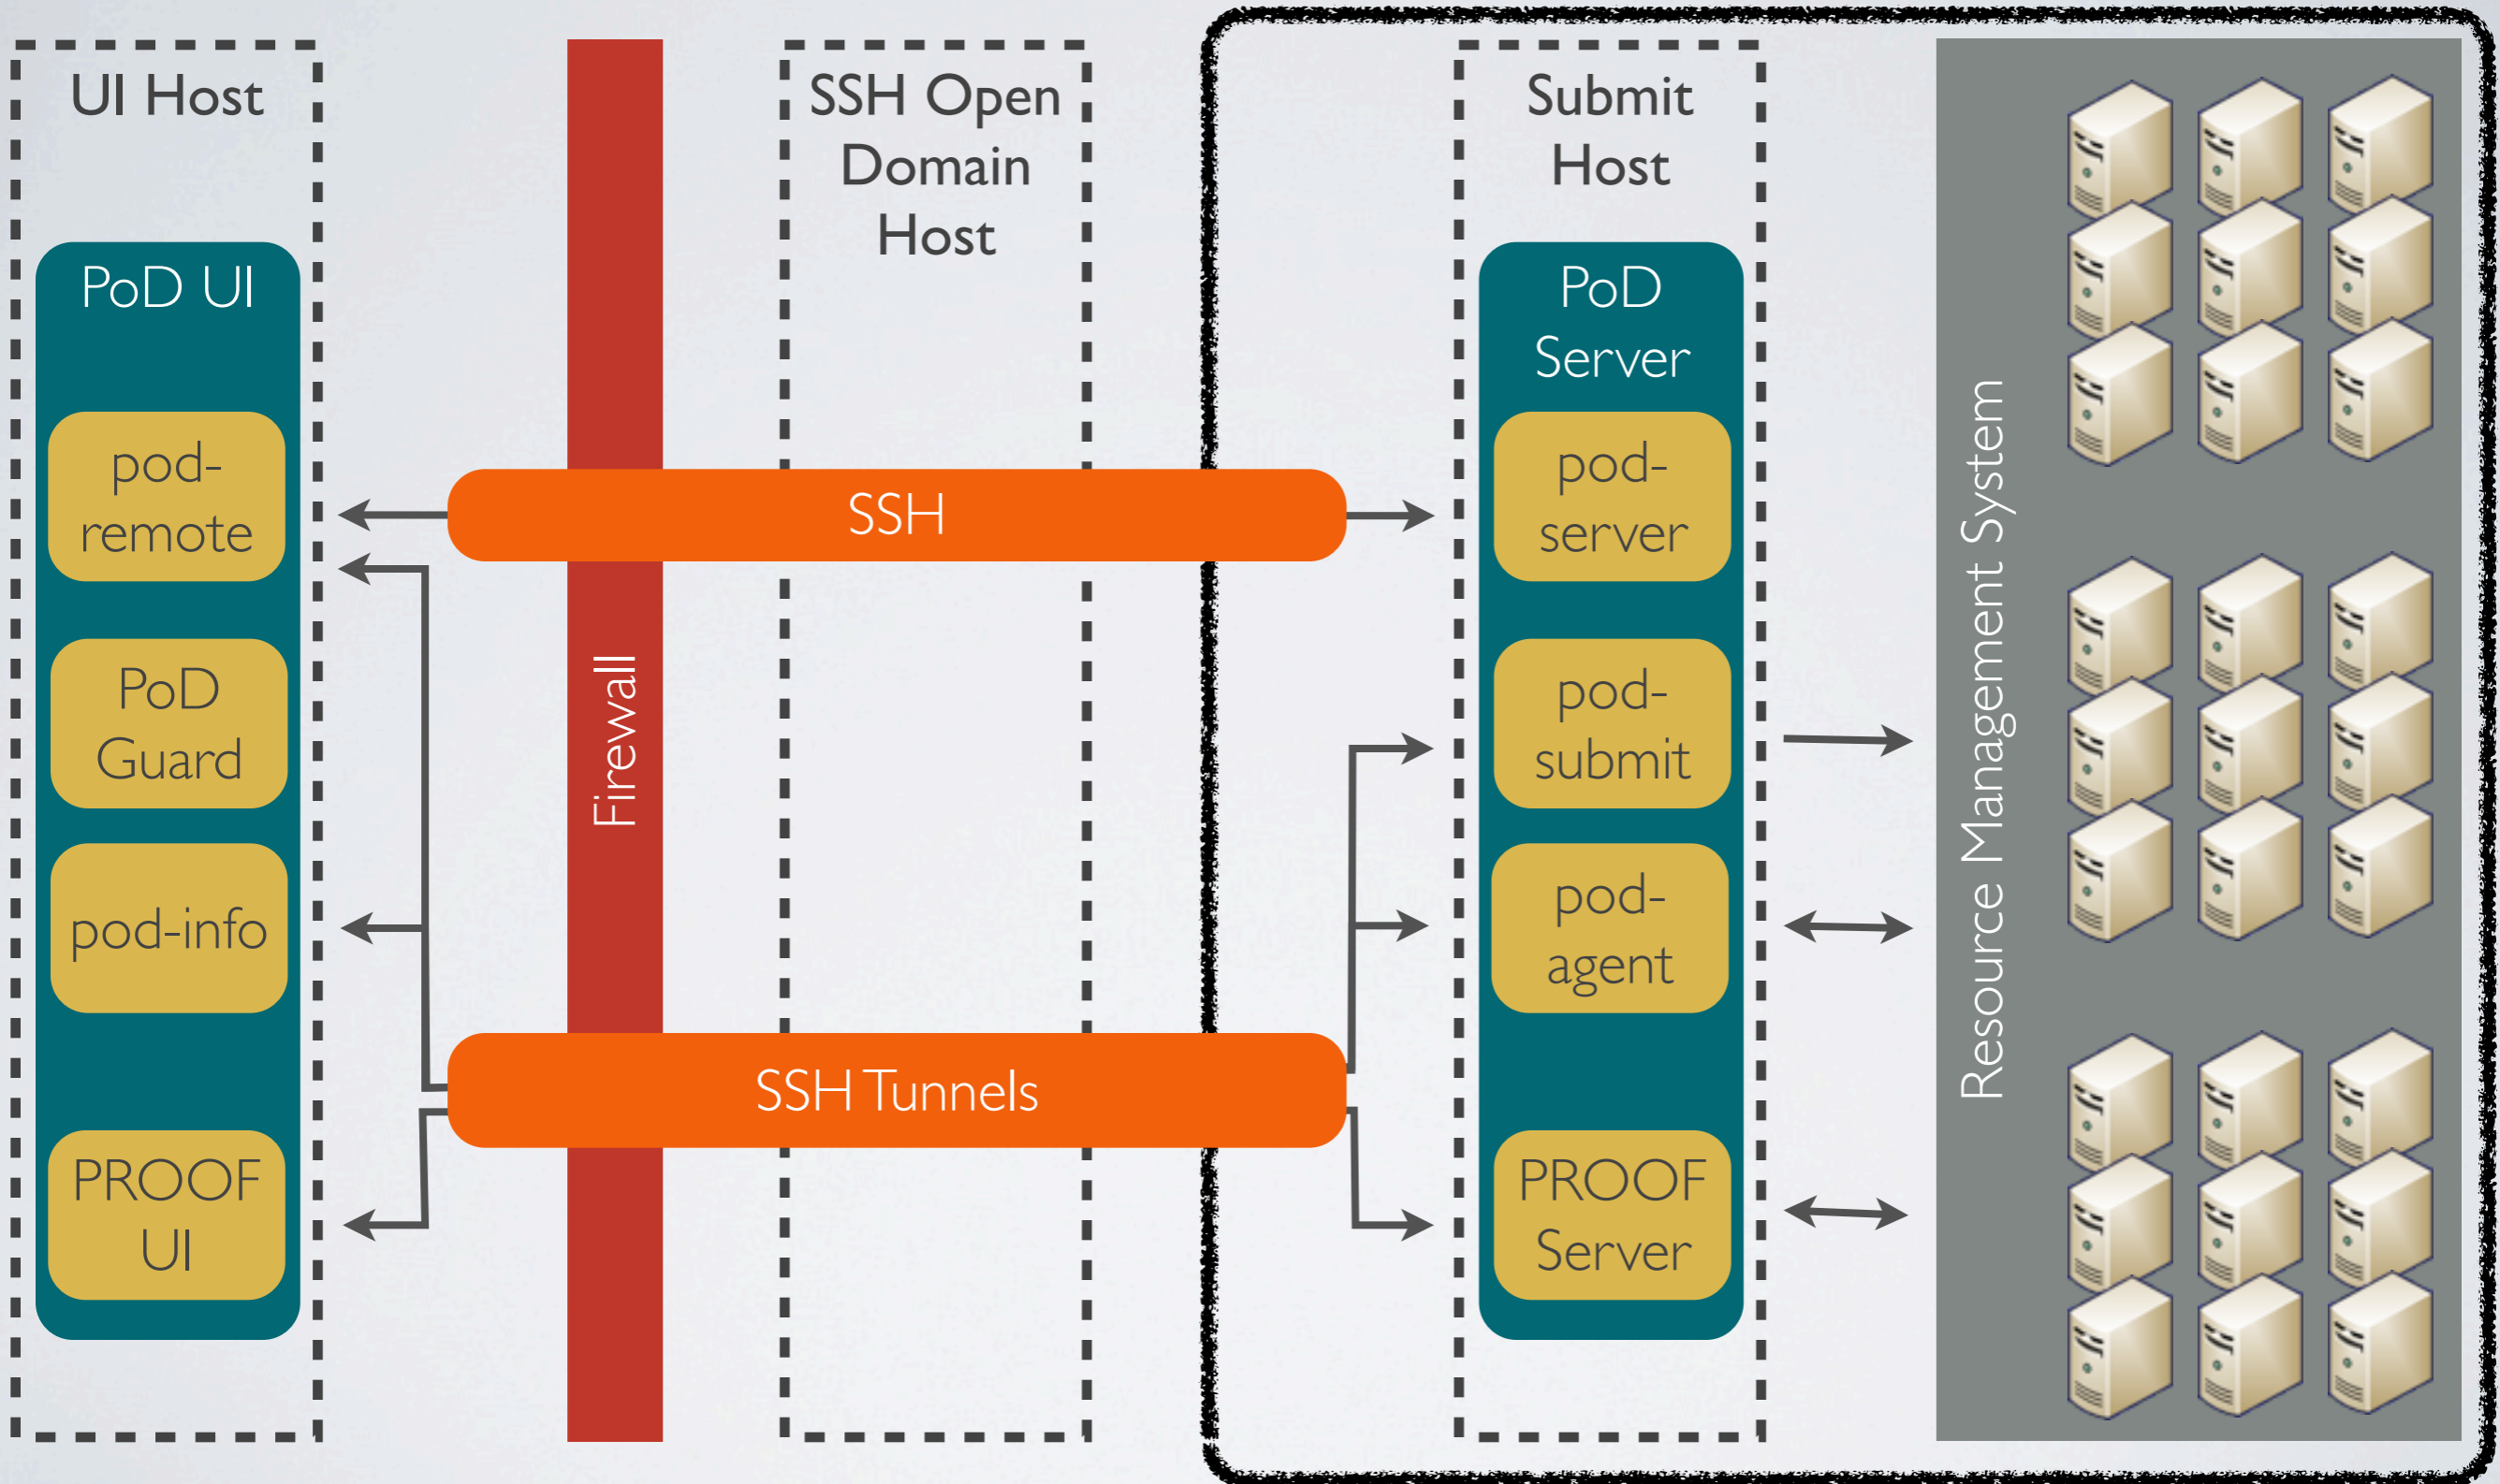 UI Host
PoD UI
pod-
remote
PoD
Guard
pod-info
PROOF
UI
Firewall
SSH Open
Domain
Host
SSH
SSH Tunnels
Submit
Host
PoD
Server
pod-
server
pod-
submit
pod-
agent
PROOF
Server
Resource Management System